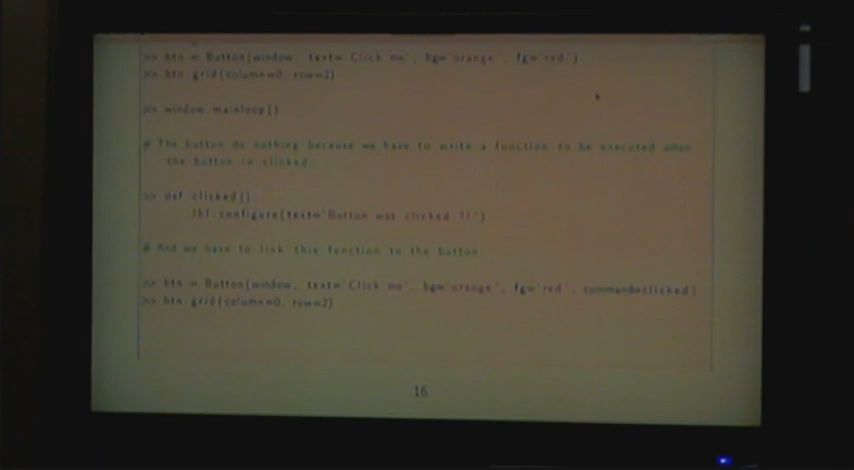 >> btn = Button(window, text='Click me', bg='orange', fg='red')
>> btn.grid(column=0, row=2)
>> window.mainloop()
# The button do nothing because we have to write a function to be executed when
the button in clicked.
>> def clicked()
lbl.configure(text='Button was clicked !!')
# And we have to link this function to the button:
>> btn = Button(window, text='Click me', bg='orange', fg='red', command=clicked)
>> btn.grid(column=0, row=2)
16